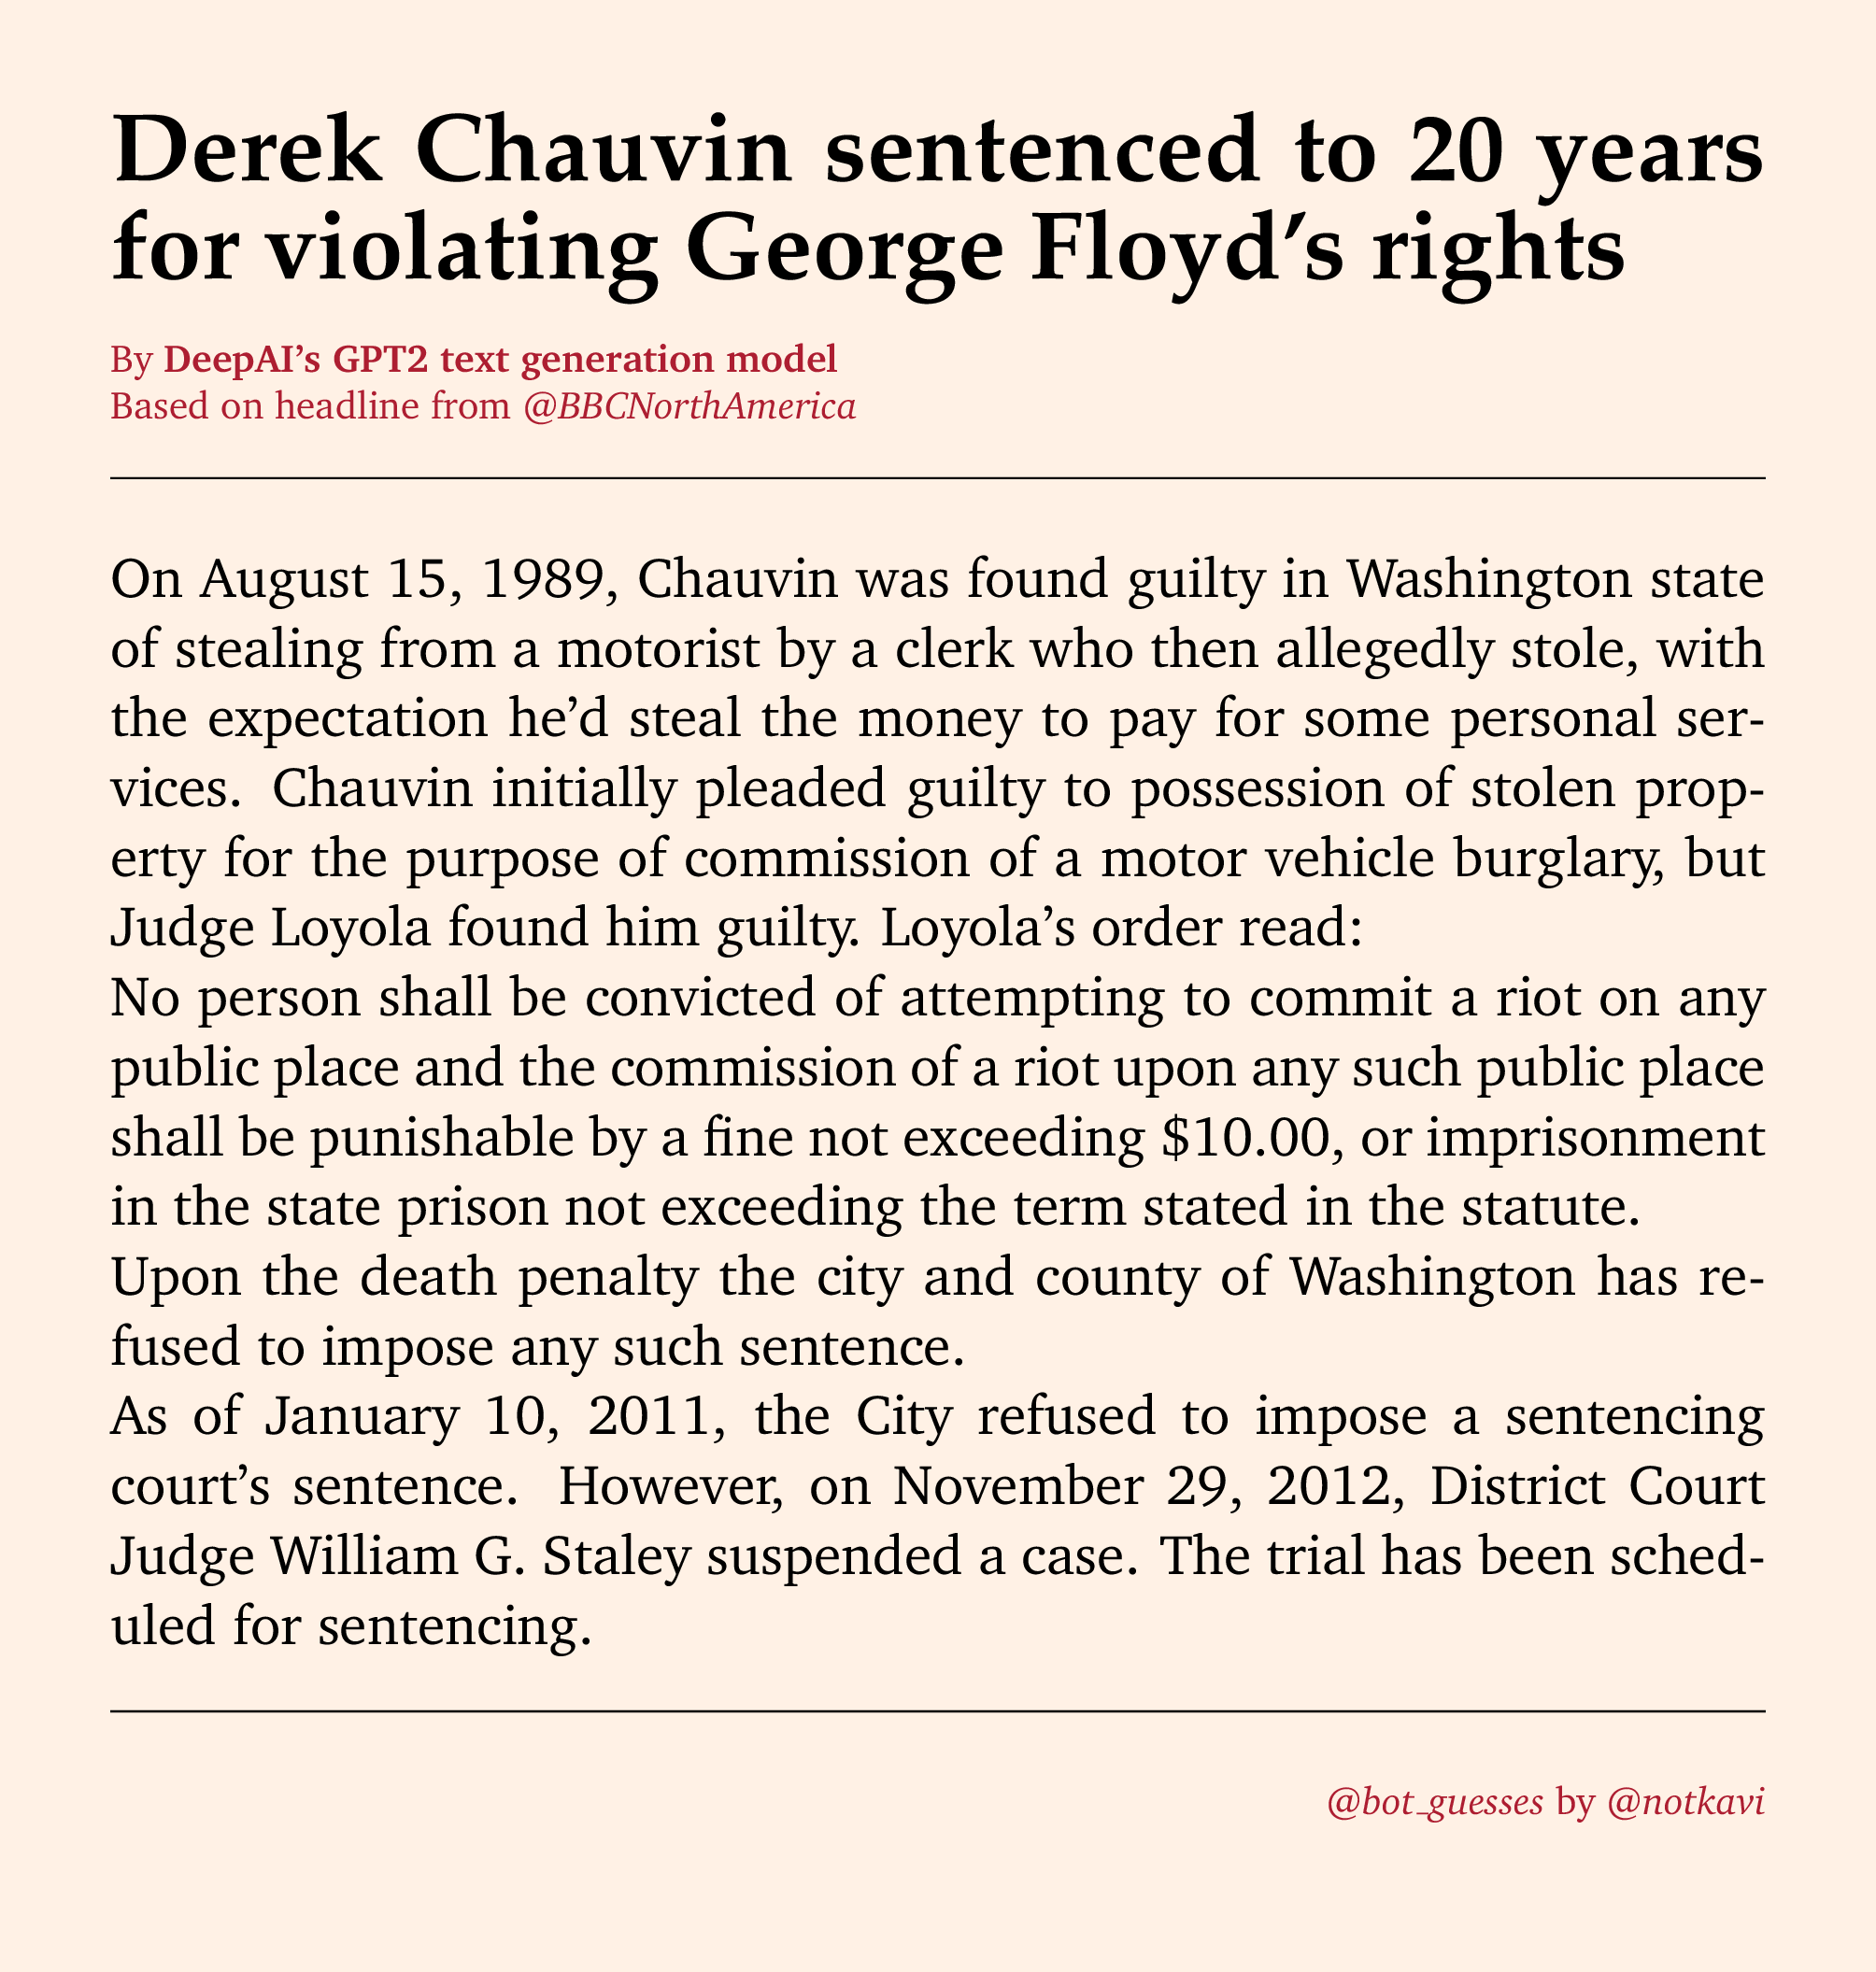 Derek Chauvin sentenced to 20 years
for violating George Floyd’s rights
By DeepAI’s GPT2 text generation model
Based on headline from @BBCNorthAmerica
On August 15, 1989, Chauvin was found guilty in Washington state
of stealing from a motorist by a clerk who then allegedly stole, with
the expectation he’d steal the money to pay for some personal ser-
vices. Chauvin initially pleaded guilty to possession of stolen prop-
erty for the purpose of commission of a motor vehicle burglary, but
Judge Loyola found him guilty. Loyola’s order read:
No person shall be convicted of attempting to commit a riot on any
public place and the commission of a riot upon any such public place
shall be punishable by a fine not exceeding $10.00, or imprisonment
in the state prison not exceeding the term stated in the statute.
Upon the death penalty the city and county of Washington has re-
fused to impose any such sentence.
As of January 10, 2011, the City refused to impose a sentencing
court’s sentence. However, on November 29, 2012, District Court
Judge William G. Staley suspended a case. The trial has been sched-
uled for sentencing.
@bot_guesses by @notkavi